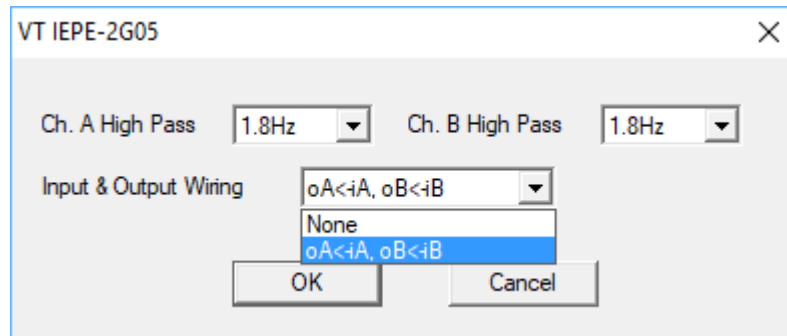 VT IEPE-2G05
Ch. A High Pass 1.8Hz Ch. B High Pass 1.8Hz
Input & Output Wiring oA<-iA, oB<-iB
None
oA<-iA, oB<-iB
OK Cancel